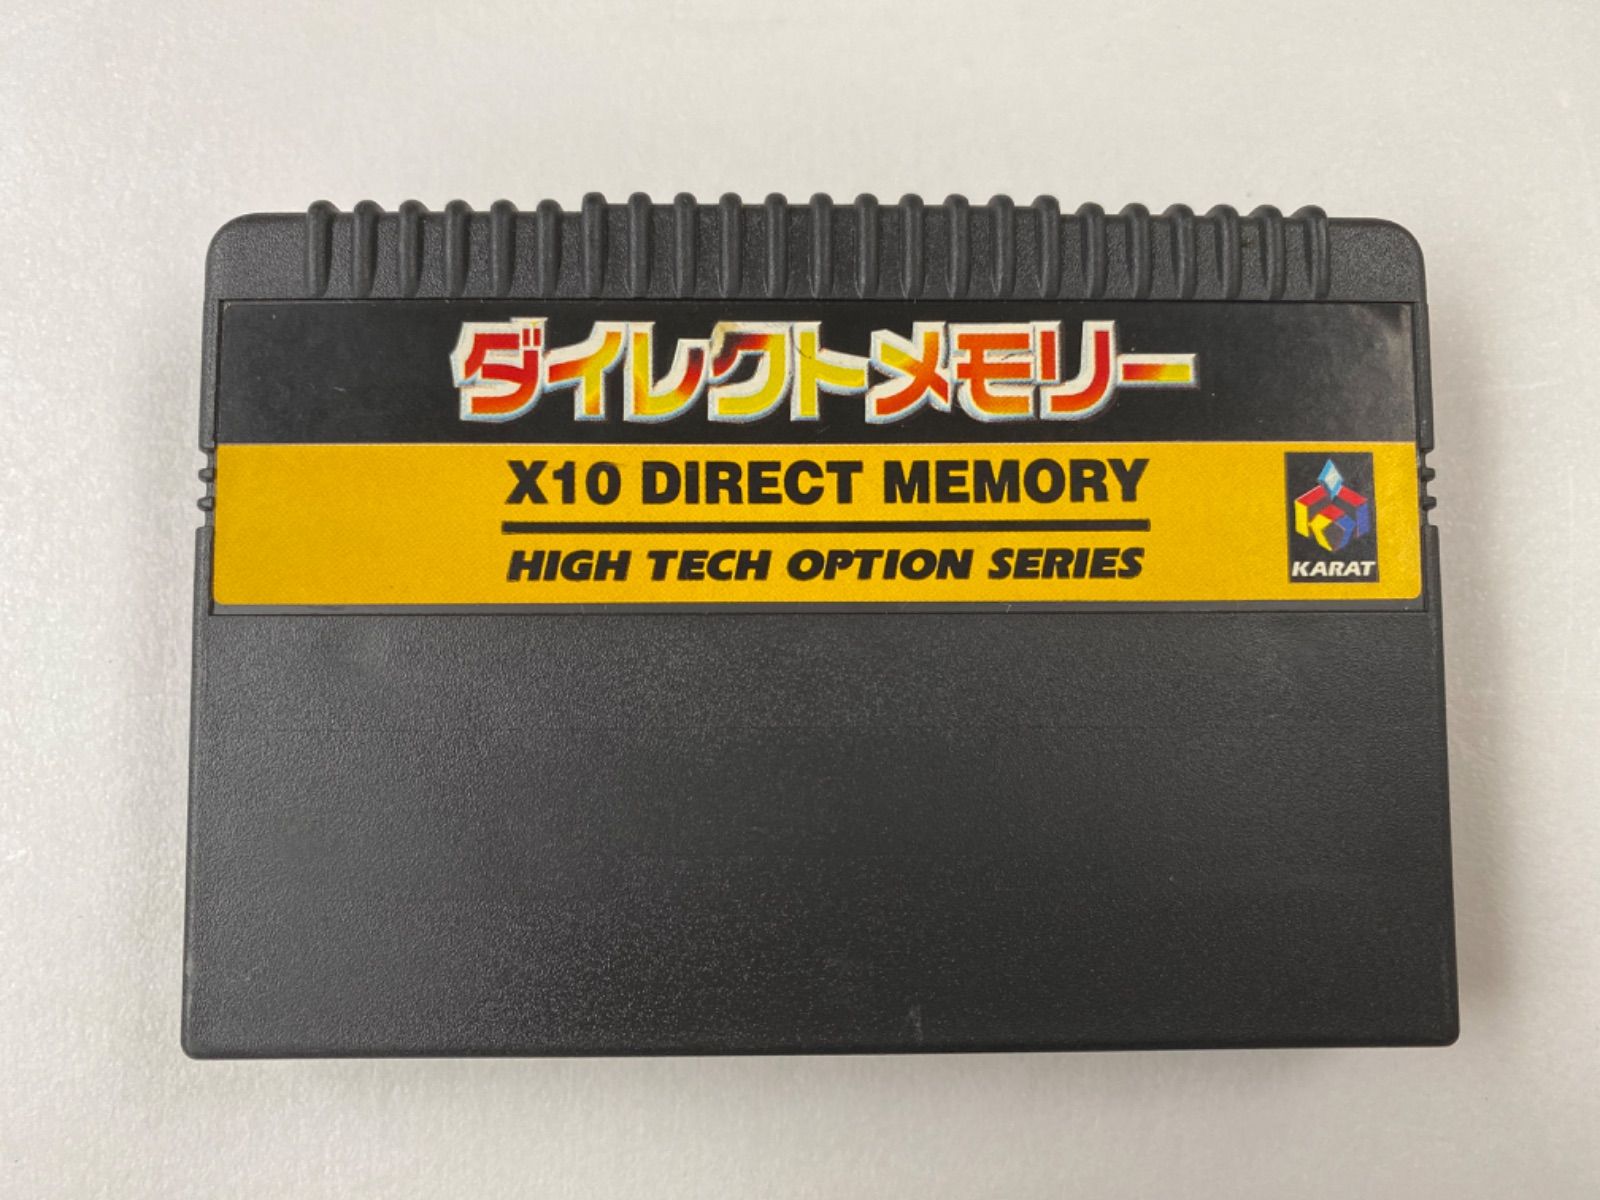 ダイレクトメモリー
X10 DIRECT MEMORY
HIGH TECH OPTION SERIES
KARAT